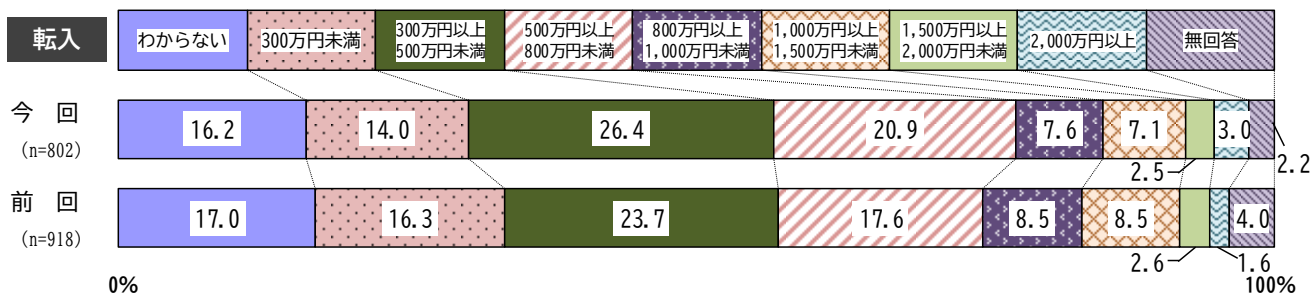 転入
わからない
300万円未満
300万円以上
500万円未満
500万円以上
800万円未満
800万円以上
1,000万円未満
1,000万円以上
1,500万円未満
1,500万円以上
2,000万円未満
2,000万円以上
無回答
今 回
(n=802)
16.2
14.0
26.4
20.9
7.6
7.1
2.5
3.0
2.2
前 回
(n=918)
17.0
16.3
23.7
17.6
8.5
8.5
2.6
1.6
4.0
0%
100%